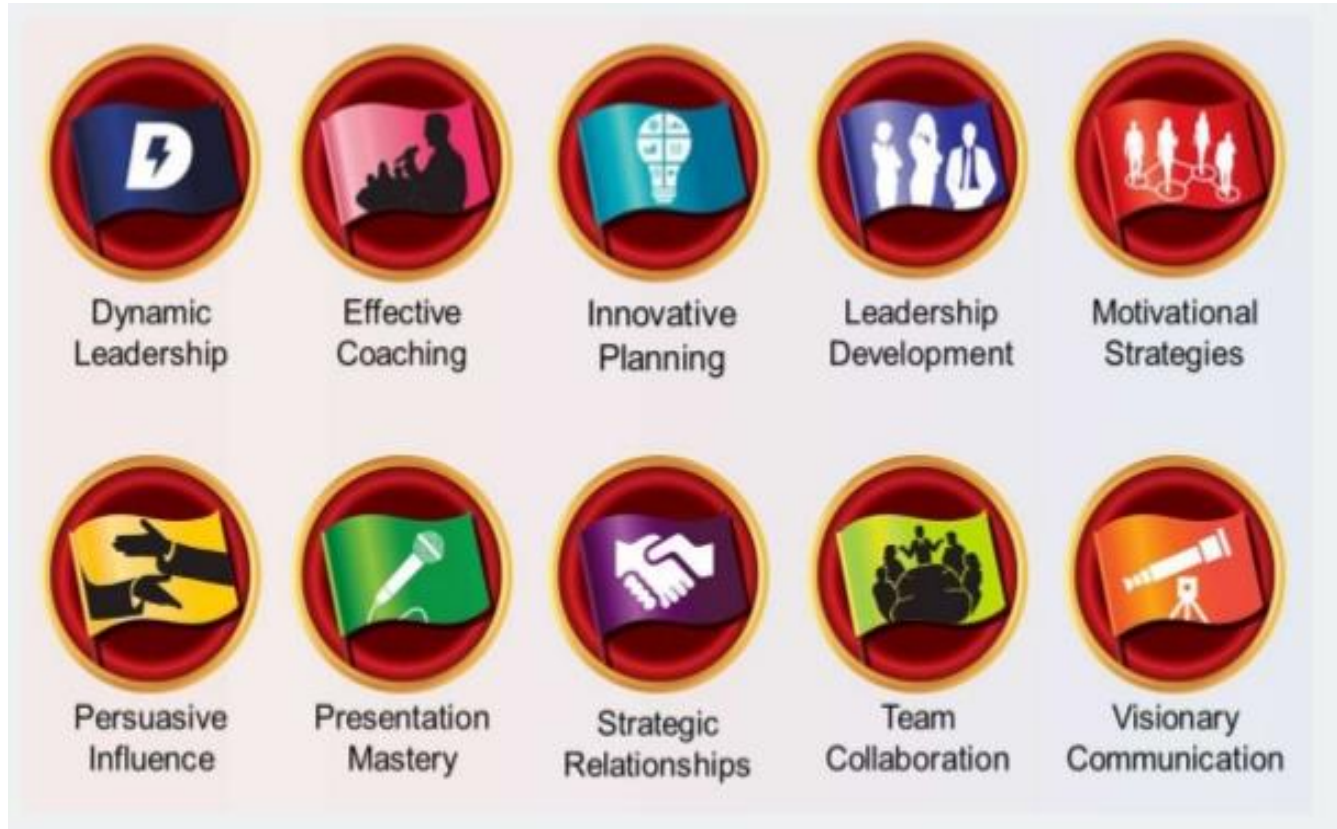 D
Dynamic
Leadership
Effective
Coaching
Innovative
Planning
Leadership
Development
Motivational
Strategies
Persuasive
Influence
Presentation
Mastery
Strategic
Relationships
Team
Collaboration
Visionary
Communication